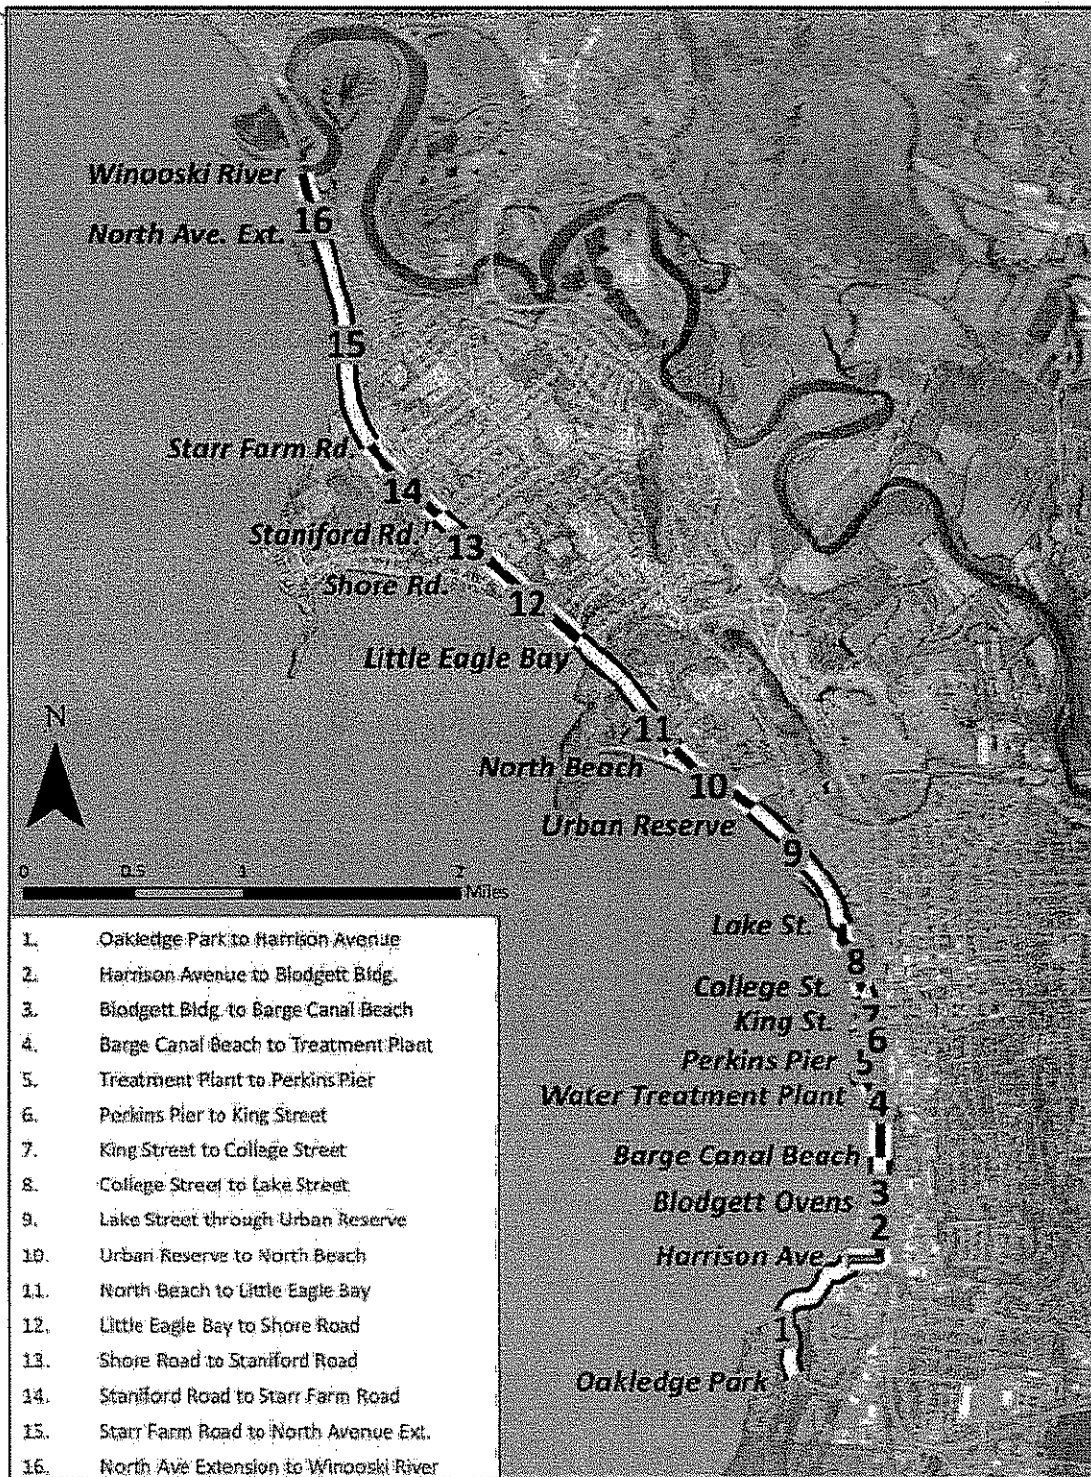 Winooski River
16
North Ave. Ext.
15
Starr Farm Rd.
14
Staniford Rd.
13
Shore Rd.
12
Little Eagle Bay
11
N
North Beach
10
Urban Reserve
9
0 0.5 1 2 Miles
Lake St.
8
College St.
7
King St.
6
Perkins Pier
5
Water Treatment Plant
4
Barge Canal Beach
3
Blodgett Ovens
2
Harrison Ave.
1
Oakledge Park
1. Oakledge Park to Harrison Avenue
2. Harrison Avenue to Blodgett Bldg.
3. Blodgett Bldg. to Barge Canal Beach
4. Barge Canal Beach to Treatment Plant
5. Treatment Plant to Perkins Pier
6. Perkins Pier to King Street
7. King Street to College Street
8. College Street to Lake Street
9. Lake Street through Urban Reserve
10. Urban Reserve to North Beach
11. North Beach to Little Eagle Bay
12. Little Eagle Bay to Shore Road
13. Shore Road to Staniford Road
14. Staniford Road to Starr Farm Road
15. Starr Farm Road to North Avenue Ext.
16. North Ave Extension to Winooski River